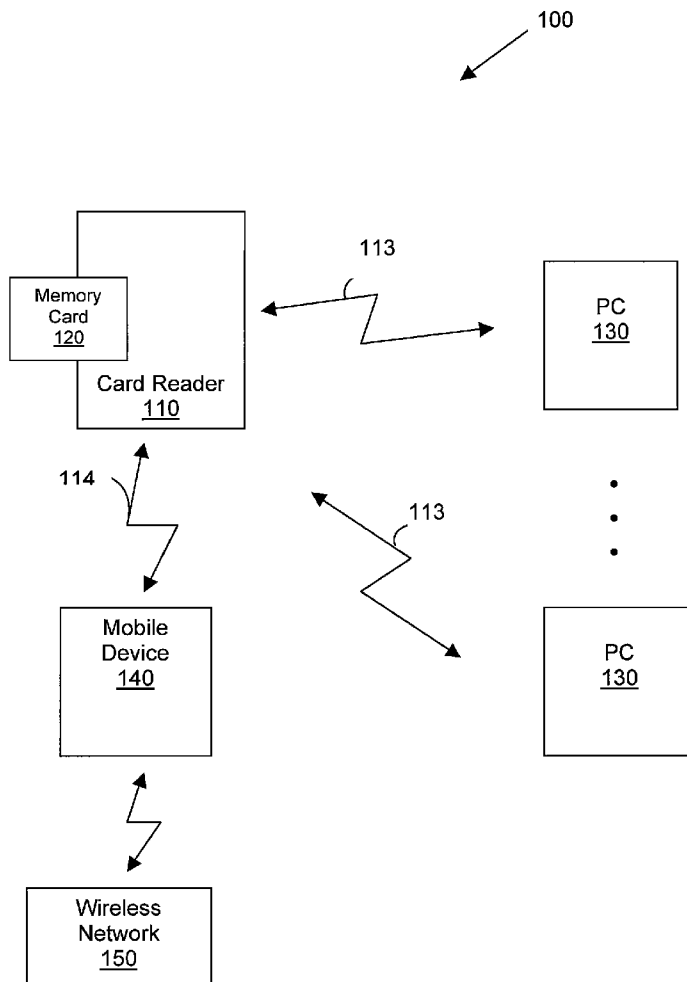 100
113
Memory
Card
120
PC
130
Card Reader
110
114
113
Mobile
Device
140
PC
130
Wireless
Network
150